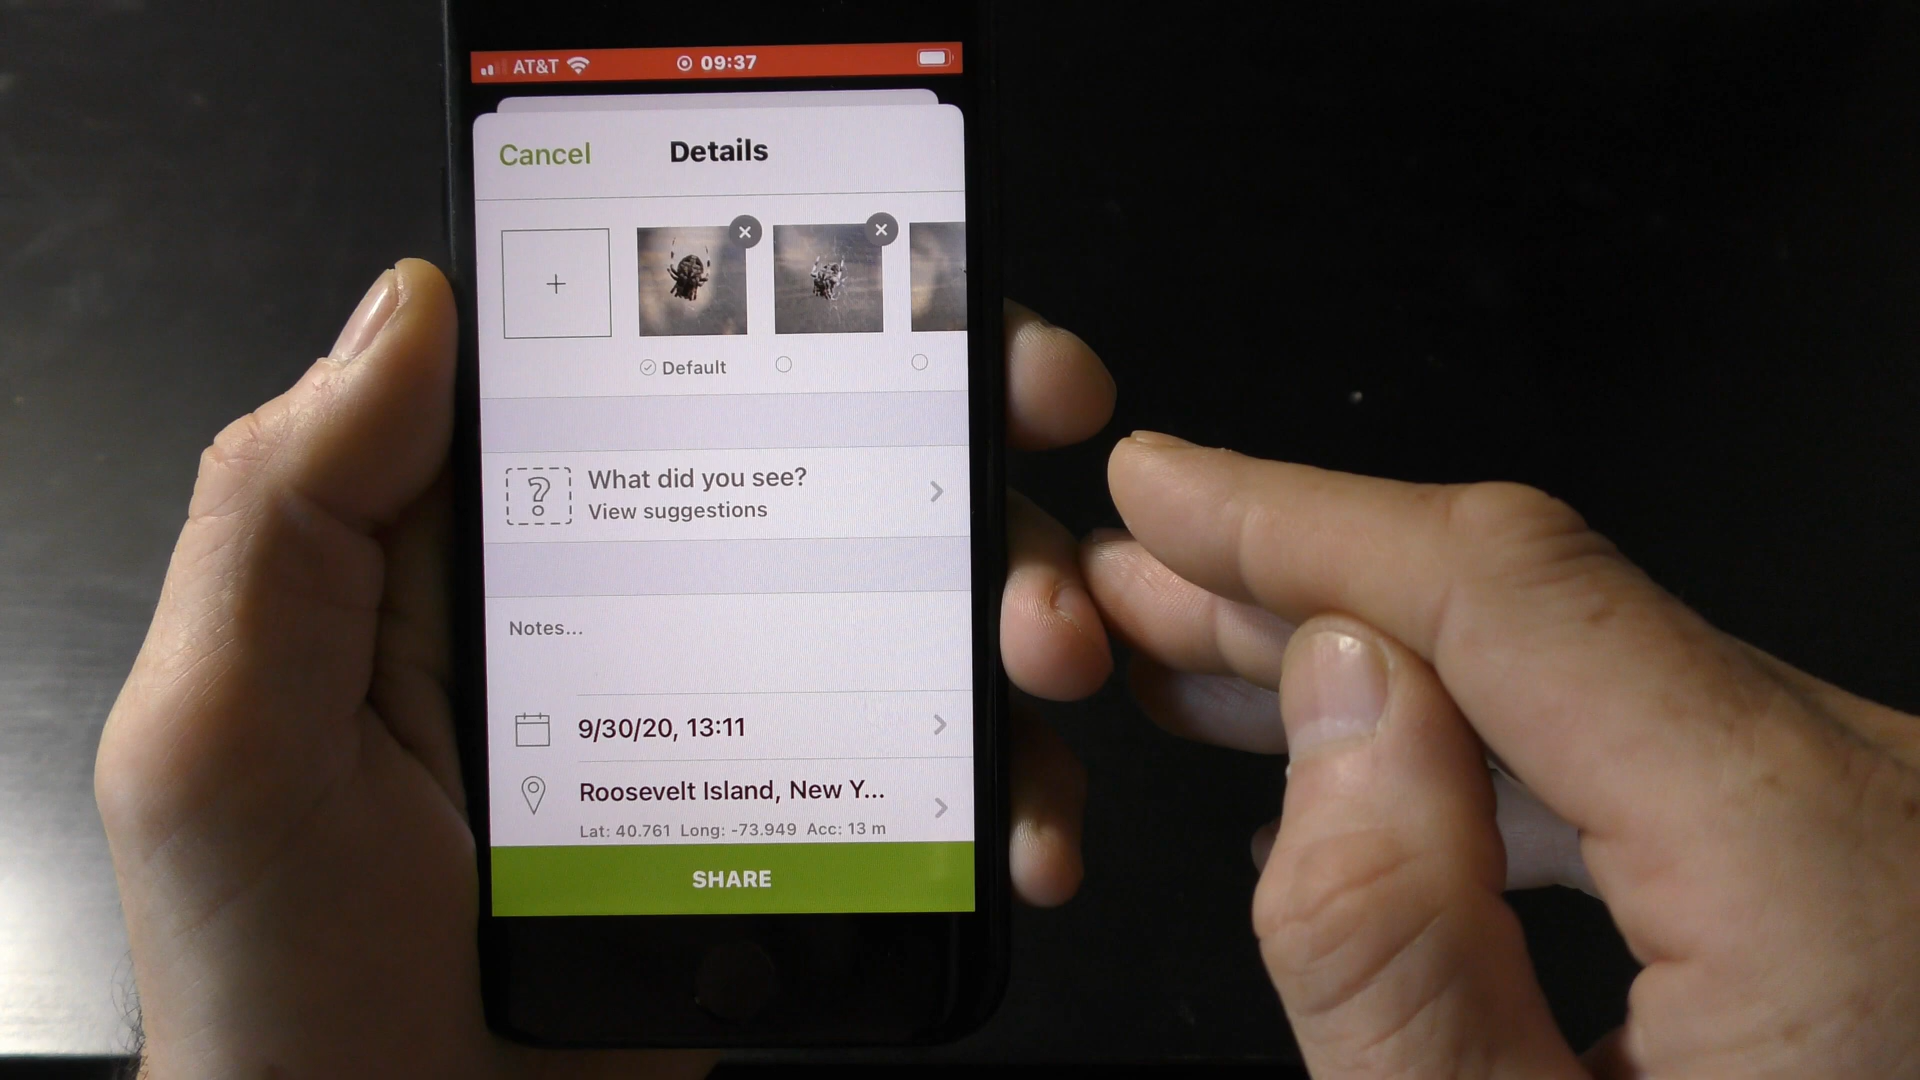 AT&T 09:37
Cancel Details
Default
What did you see?
View suggestions
Notes...
9/30/20, 13:11
Roosevelt Island, New Y...
Lat: 40.761 Long: -73.949 Acc: 13 m
SHARE